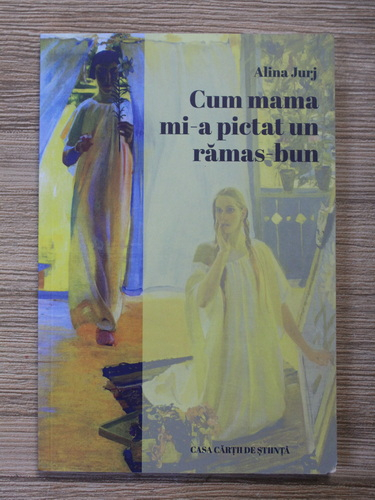 Alina Jurj
Cum mama
mi-a pictat un
rămas-bun
CASA CĂRȚII DE ȘTIINȚĂ